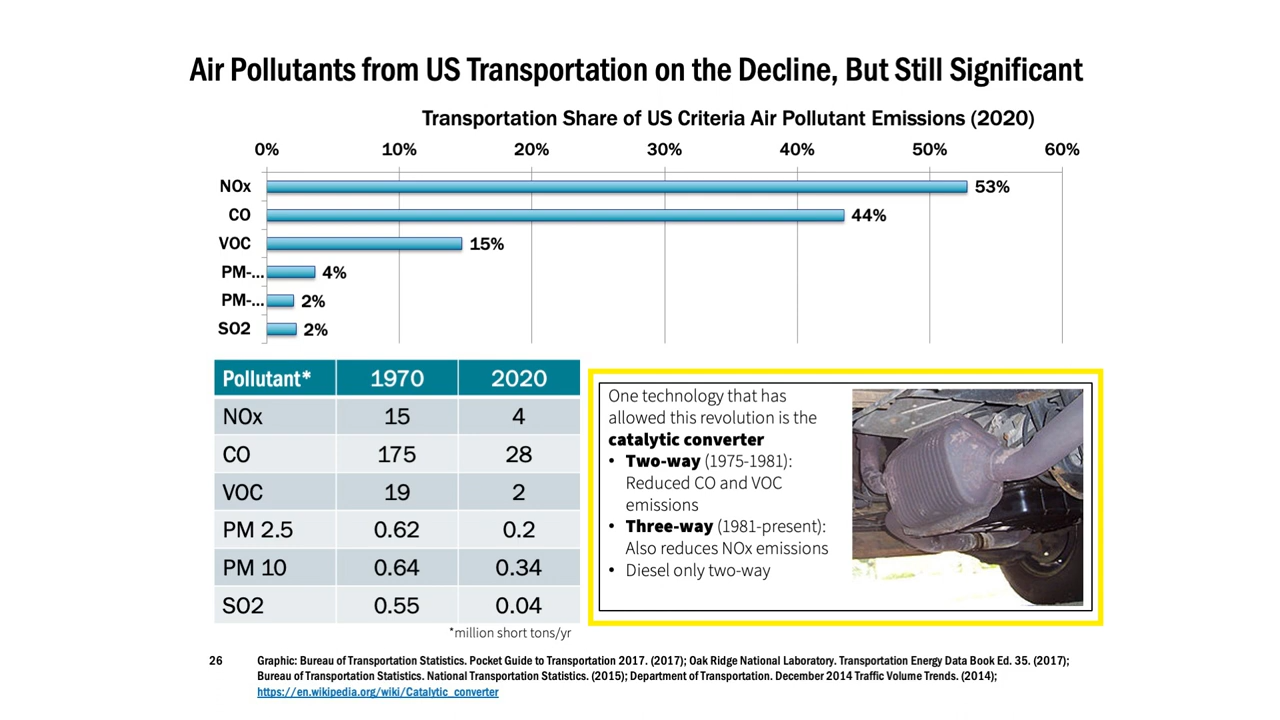 Air Pollutants from US Transportation on the Decline, But Still Significant
Transportation Share of US Criteria Air Pollutant Emissions (2020)
0% 10% 20% 30% 40% 50% 60%
NOx 53%
CO 44%
VOC 15%
PM-... 4%
PM-... 2%
SO2 2%
Pollutant* 1970 2020
NOx 15 4
CO 175 28
VOC 19 2
PM 2.5 0.62 0.2
PM 10 0.64 0.34
SO2 0.55 0.04
*million short tons/yr
One technology that has
allowed this revolution is the
catalytic converter
• Two-way (1975-1981):
Reduced CO and VOC
emissions
• Three-way (1981-present):
Also reduces NOx emissions
• Diesel only two-way
26
Graphic: Bureau of Transportation Statistics. Pocket Guide to Transportation 2017. (2017); Oak Ridge National Laboratory. Transportation Energy Data Book Ed. 35. (2017);
Bureau of Transportation Statistics. National Transportation Statistics. (2015); Department of Transportation. December 2014 Traffic Volume Trends. (2014);
https://en.wikipedia.org/wiki/Catalytic_converter